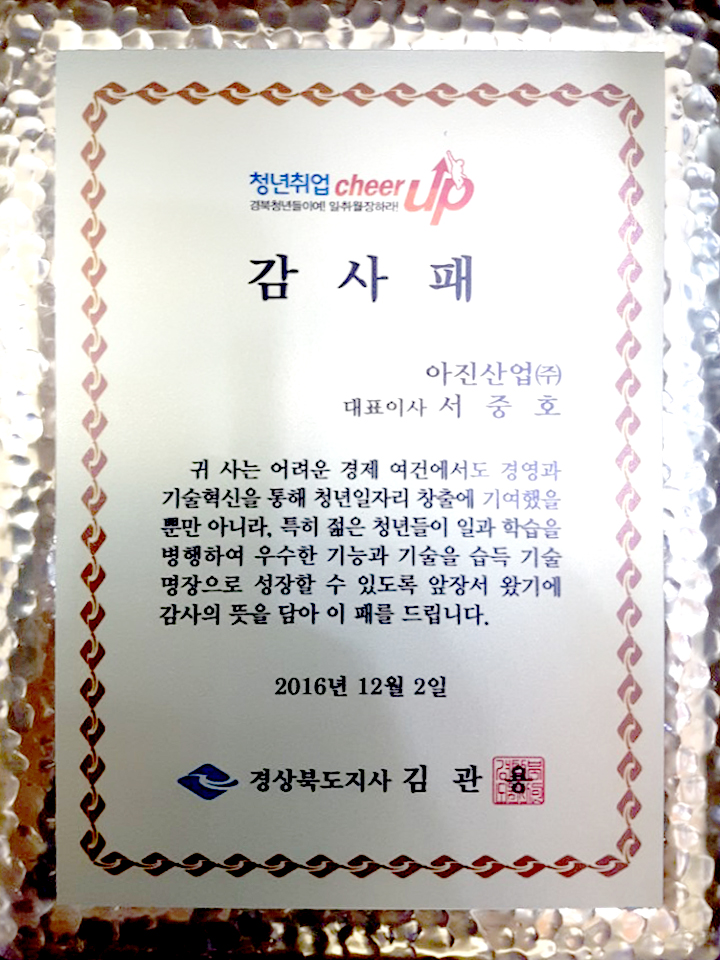 청년취업 cheer up
경북청년들이여! 일취월장하라!
감 사 패
아진산업㈜
대표이사 서 중 호
귀 사는 어려운 경제 여건에서도 경영과
기술혁신을 통해 청년일자리 창출에 기여했을
뿐만 아니라, 특히 젊은 청년들이 일과 학습을
병행하여 우수한 기능과 기술을 습득 기술
명장으로 성장할 수 있도록 앞장서 왔기에
감사의 뜻을 담아 이 패를 드립니다.
2016년 12월 2일
경상북도지사 김 관 용